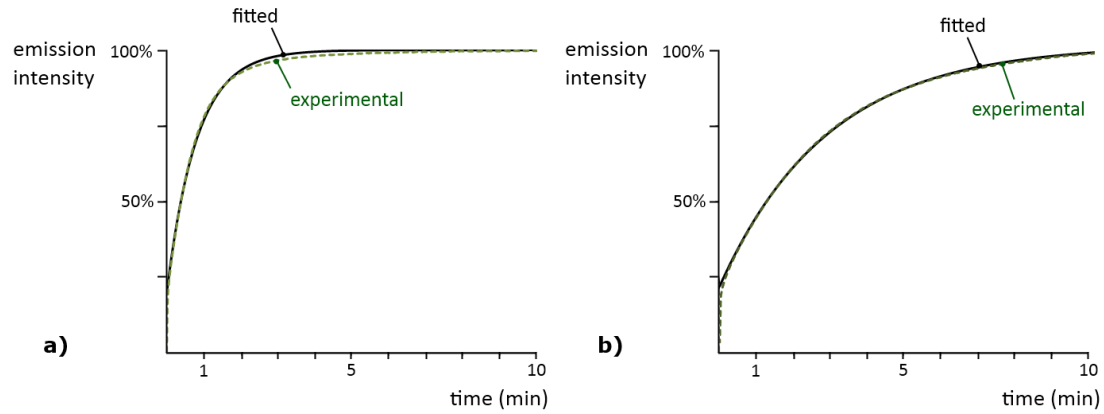 fitted
emission
intensity
100%
experimental
50%
a)
1
5
10
time (min)
fitted
emission
intensity
100%
experimental
50%
b)
1
5
10
time (min)